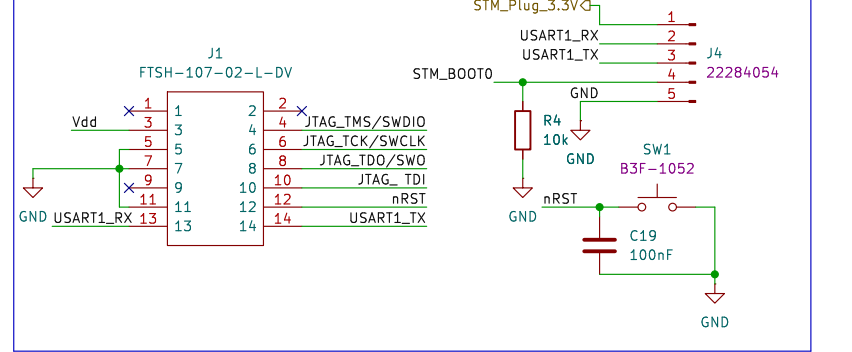 STM_Plug_3.3V
1
USART1_RX 2
USART1_TX 3
J4
22284054
STM_BOOT0 4
GND 5
GND
J1
FTSH-107-02-L-DV
1 1 2 2
Vdd 3 3 4 4 JTAG_TMS/SWDIO
5 5 6 6 JTAG_TCK/SWCLK
7 7 8 8 JTAG_TDO/SWO
9 9 10 10 JTAG_ TDI
11 11 12 12 nRST
USART1_RX 13 13 14 14 USART1_TX
GND
R4
10k
GND
SW1
B3F-1052
nRST
C19
100nF
GND